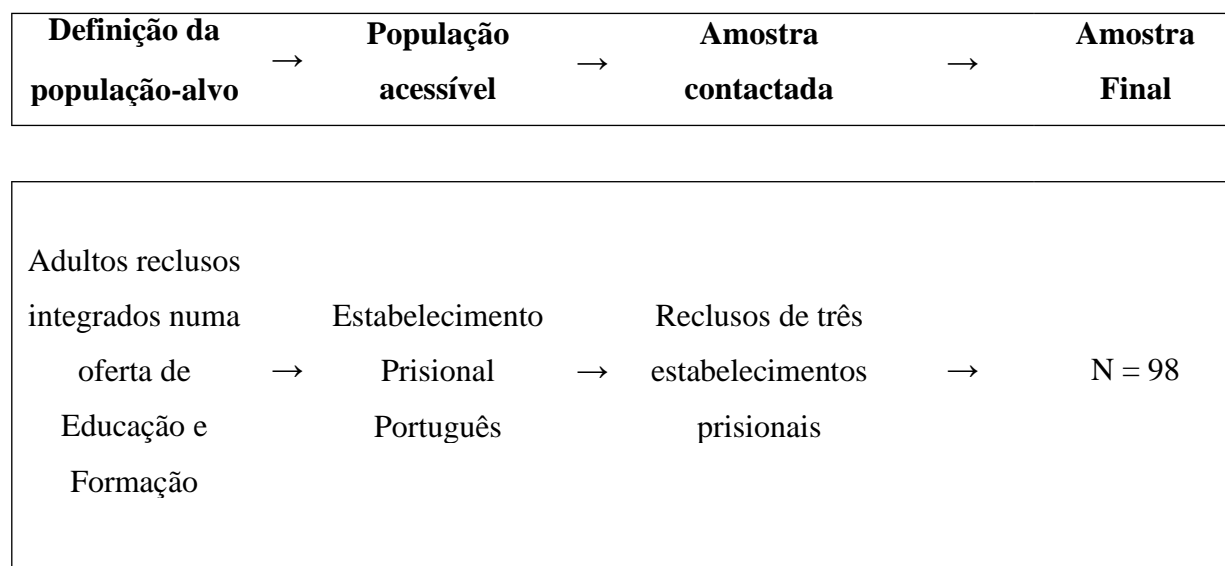 Definição da
população-alvo
→
População
acessível
→
Amostra
contactada
→
Amostra
Final
Adultos reclusos
integrados numa
oferta de
Educação e
Formação
→
Estabelecimento
Prisional
Português
→
Reclusos de três
estabelecimentos
prisionais
→
N = 98